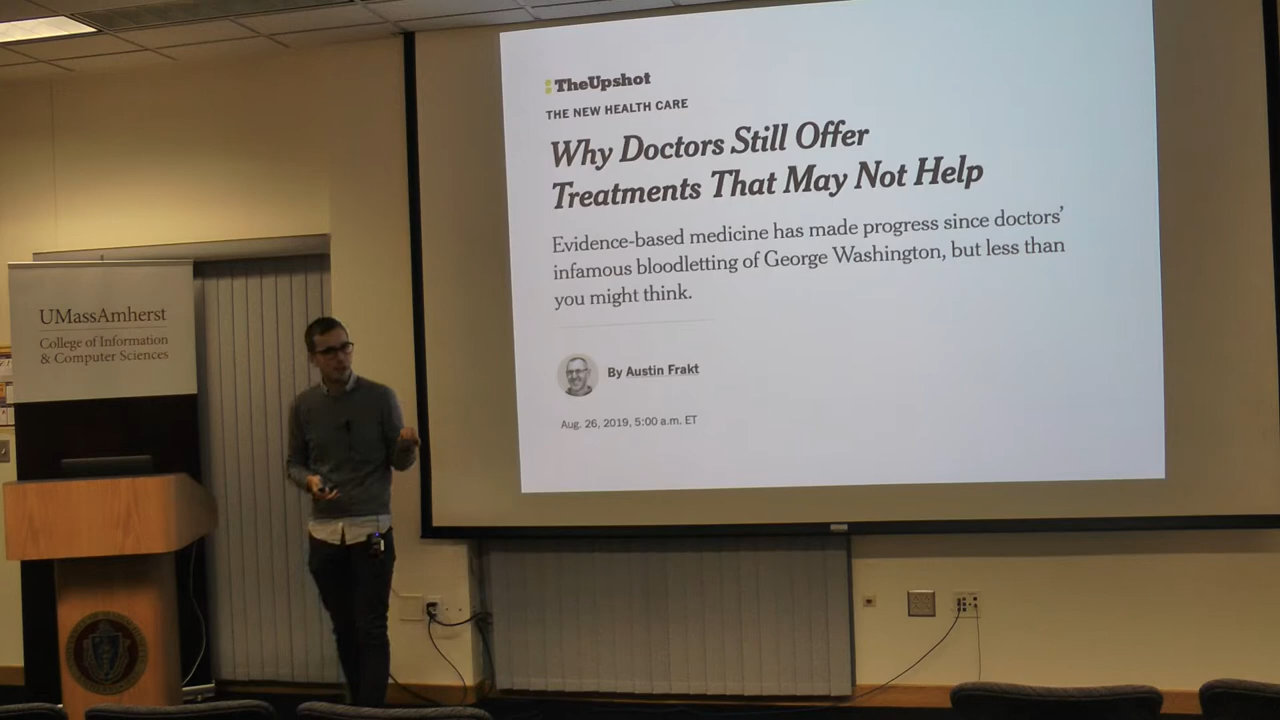 TheUpshot
THE NEW HEALTH CARE
Why Doctors Still Offer
Treatments That May Not Help
Evidence-based medicine has made progress since doctors’
infamous bloodletting of George Washington, but less than
you might think.
By Austin Frakt
Aug. 26, 2019, 5:00 a.m. ET
UMassAmherst
College of Information
& Computer Sciences